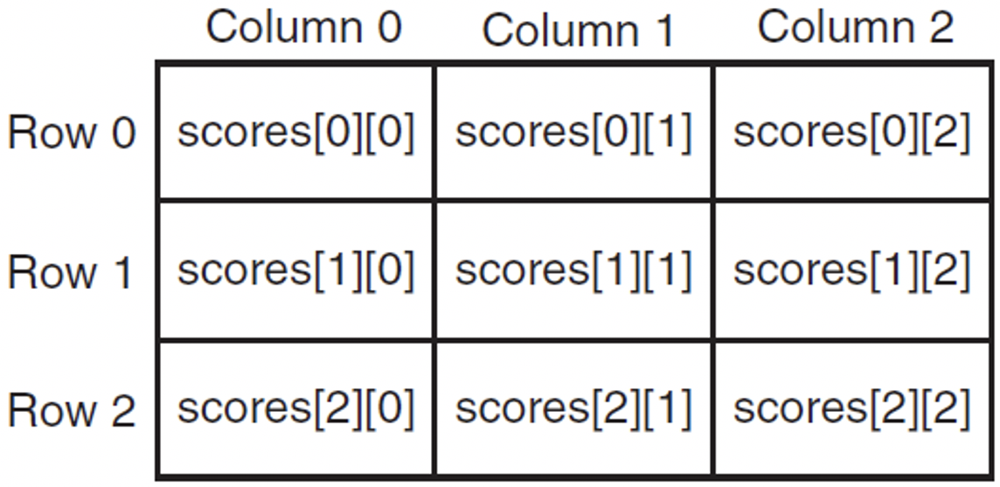 Column 0 Column 1 Column 2
Row 0 scores[0][0] scores[0][1] scores[0][2]
Row 1 scores[1][0] scores[1][1] scores[1][2]
Row 2 scores[2][0] scores[2][1] scores[2][2]